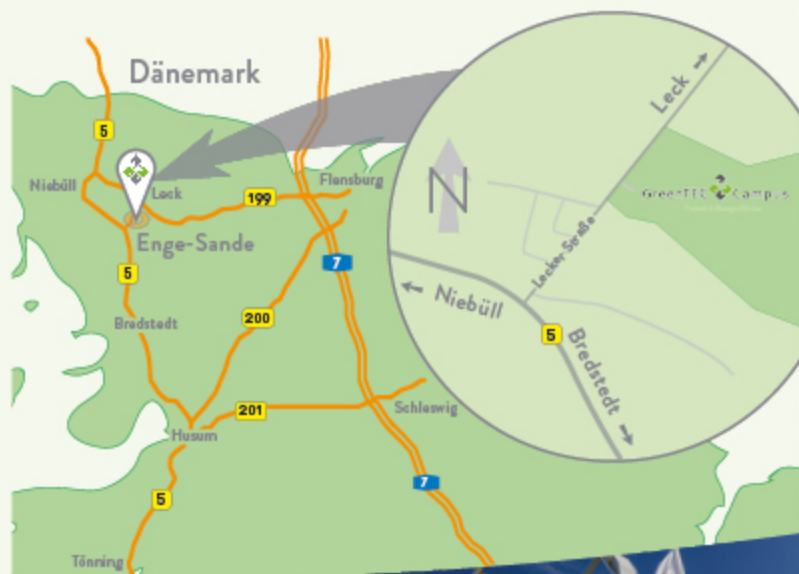 Dänemark
5
Niebüll
Leck
199
Flensburg
Enge-Sande
5
7
Bredstedt
200
201
Schleswig
Husum
5
7
Tönning
Leck
N
GreenTEC Campus
Lecker-Straße
Niebüll
5
Bredstedt